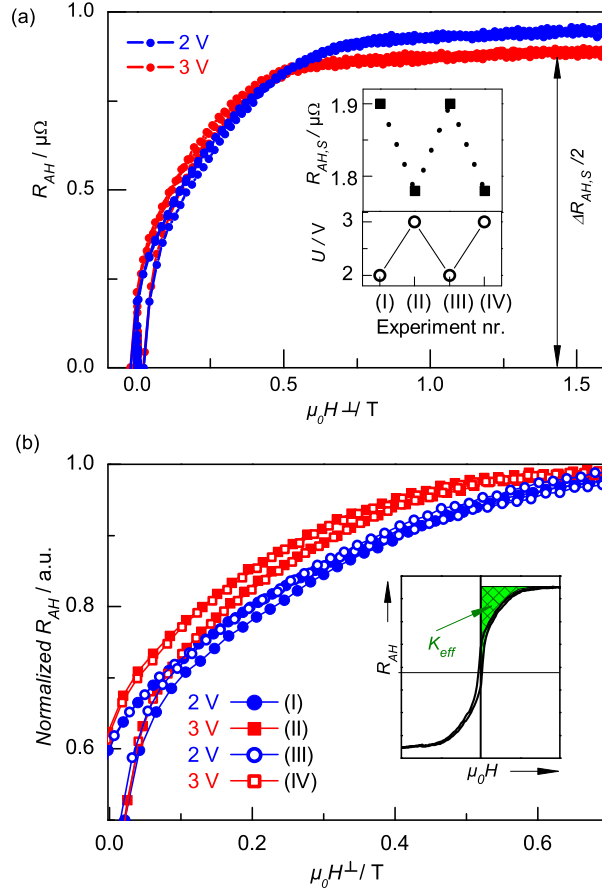 (a)
1.0
0.5
0.0
R_AH / μΩ
2 V
3 V
1.9
1.8
R_AH,S / μΩ
3
2
U / V
(I) (II) (III) (IV)
Experiment nr.
ΔR_AH,S /2
0.0 0.5 1.0 1.5
μ₀H ⊥/ T
(b)
1.0
0.8
0.6
Normalized R_AH / a.u.
2 V (I)
3 V (II)
2 V (III)
3 V (IV)
R_AH
K_eff
μ₀H
0.0 0.2 0.4 0.6
μ₀H⊥/ T